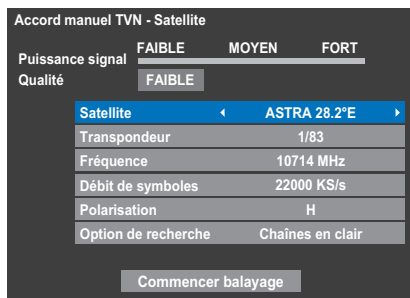 Accord manuel TVN - Satellite
FAIBLE MOYEN FORT
Puissance signal
Qualité FAIBLE
Satellite ASTRA 28.2°E
Transpondeur 1/83
Fréquence 10714 MHz
Débit de symboles 22000 KS/s
Polarisation H
Option de recherche Chaînes en clair
Commencer balayage